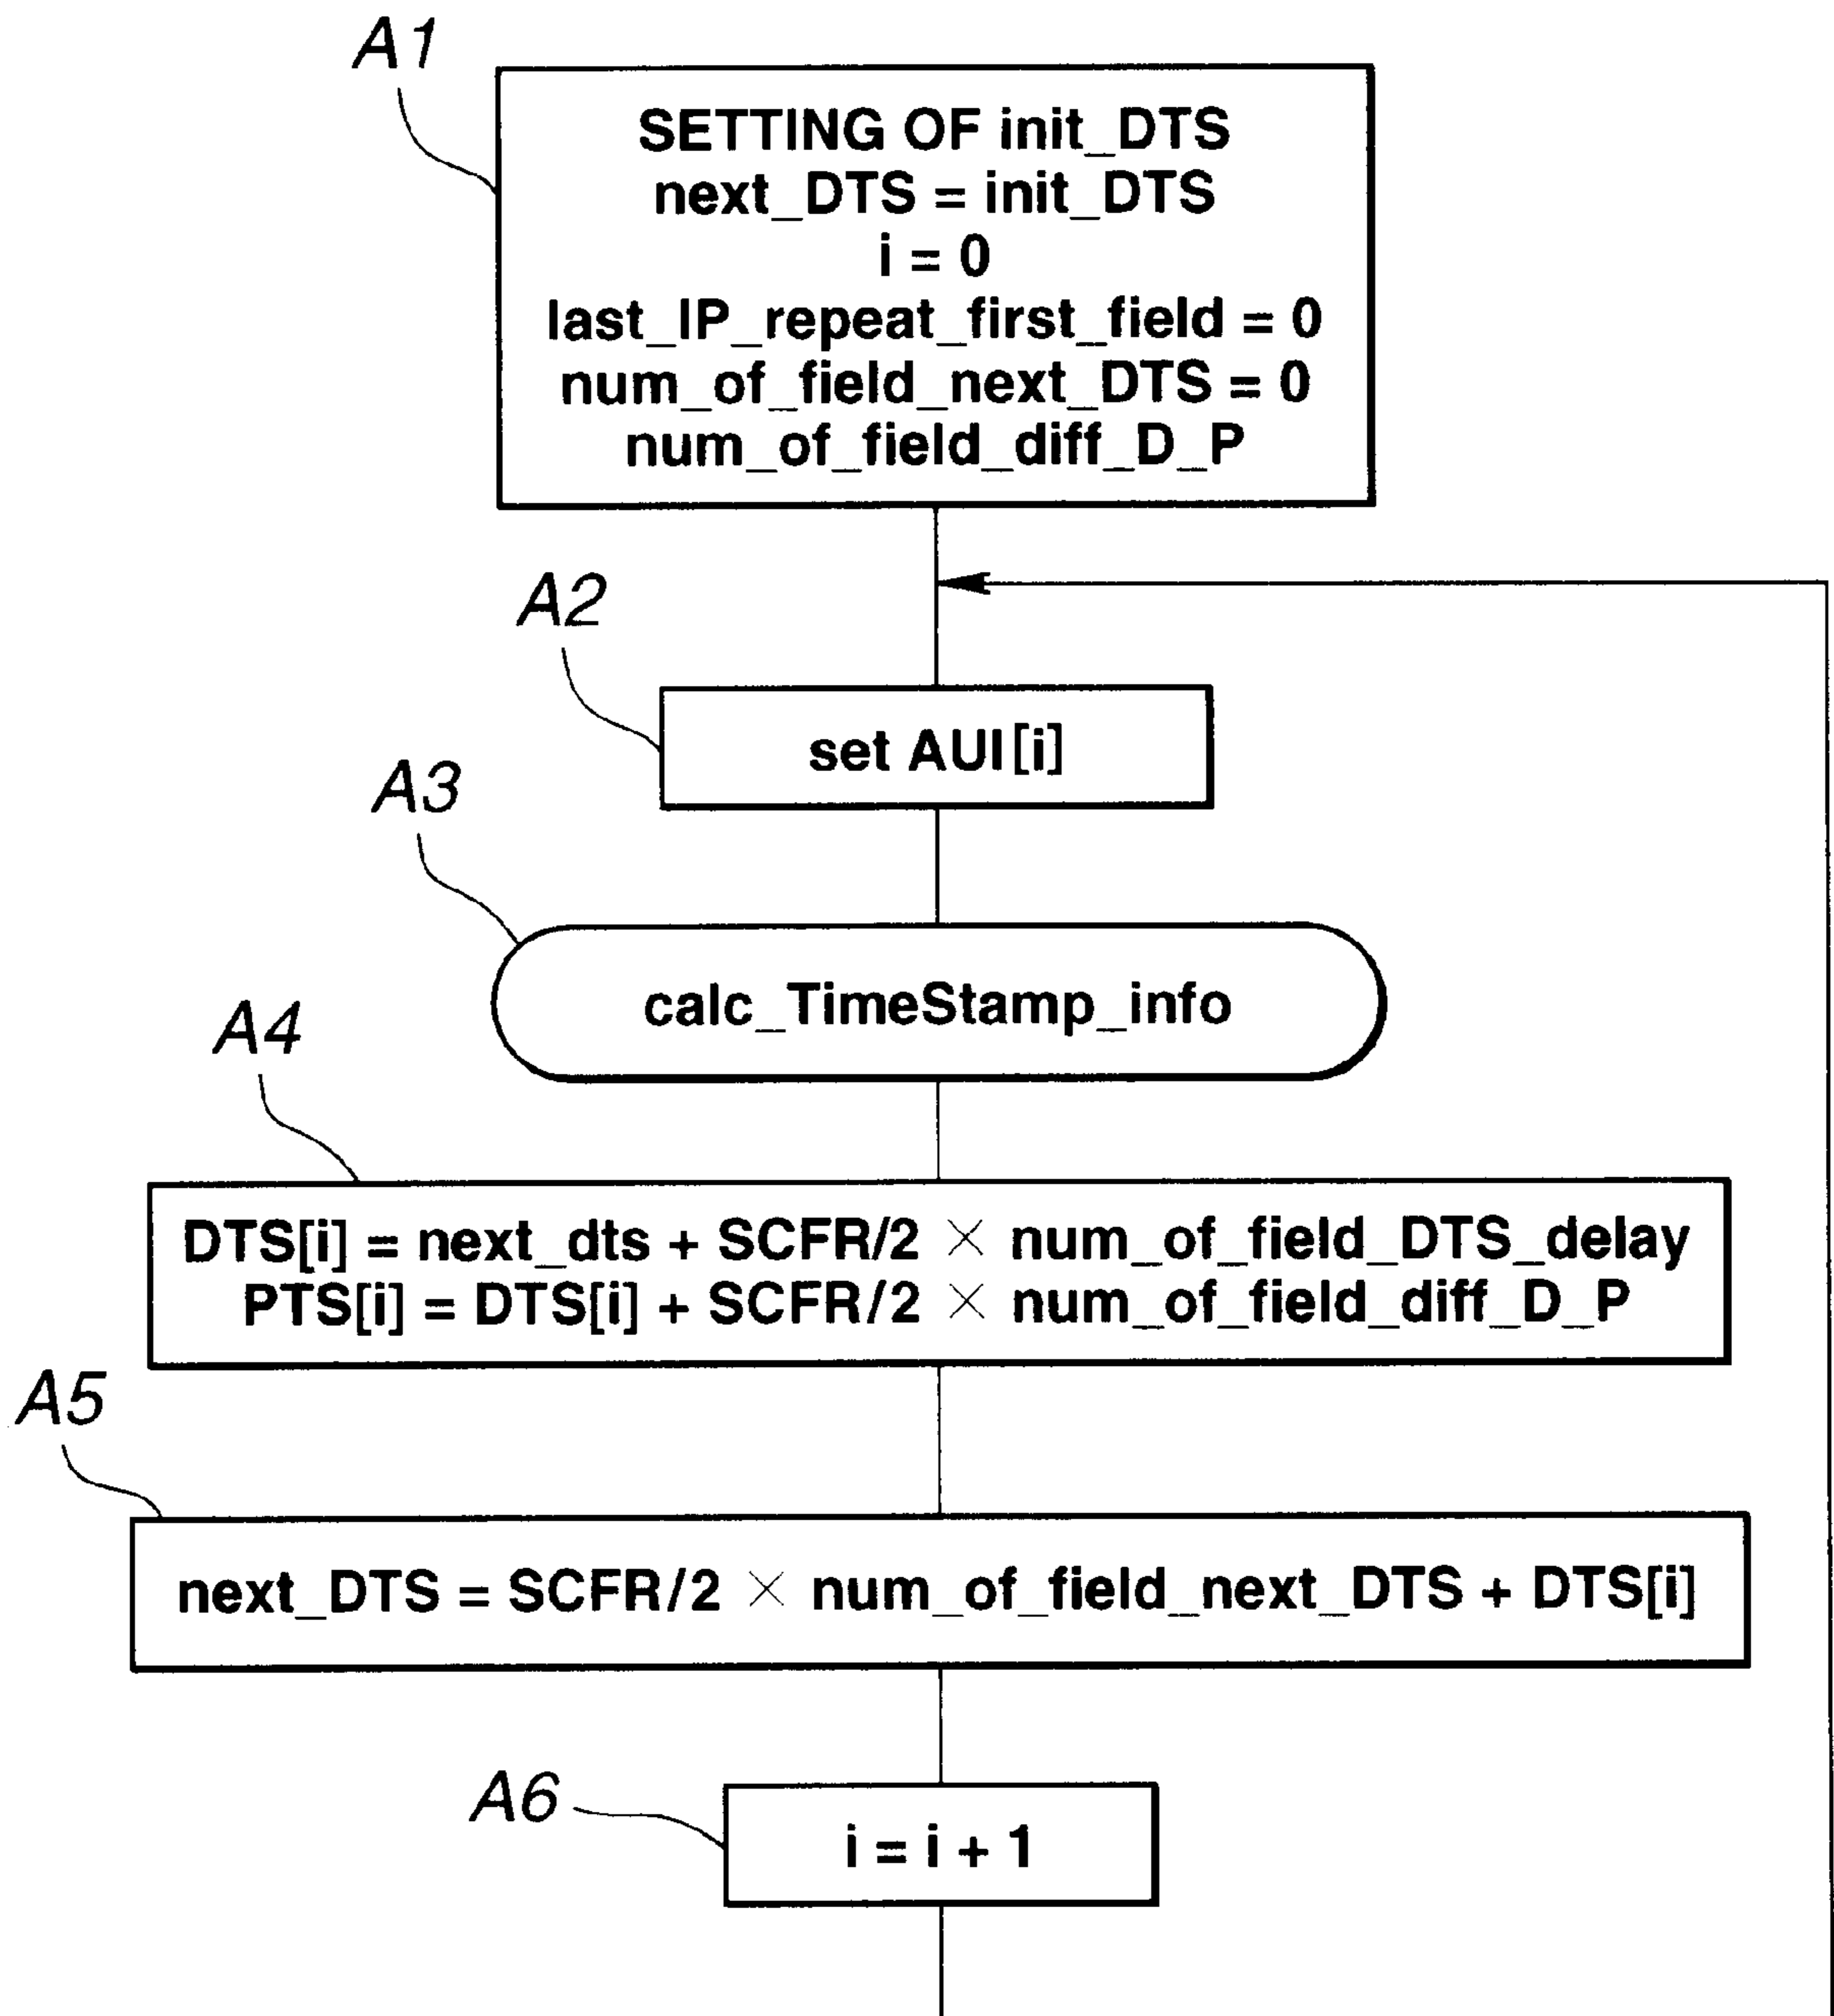 A1
SETTING OF init_DTS
next_DTS = init_DTS
i = 0
last_IP_repeat_first_field = 0
num_of_field_next_DTS = 0
num_of_field_diff_D_P
A2
set AUI[i]
A3
calc_TimeStamp_info
A4
DTS[i] = next_dts + SCFR/2 × num_of_field_DTS_delay
PTS[i] = DTS[i] + SCFR/2 × num_of_field_diff_D_P
A5
next_DTS = SCFR/2 × num_of_field_next_DTS + DTS[i]
A6
i = i + 1